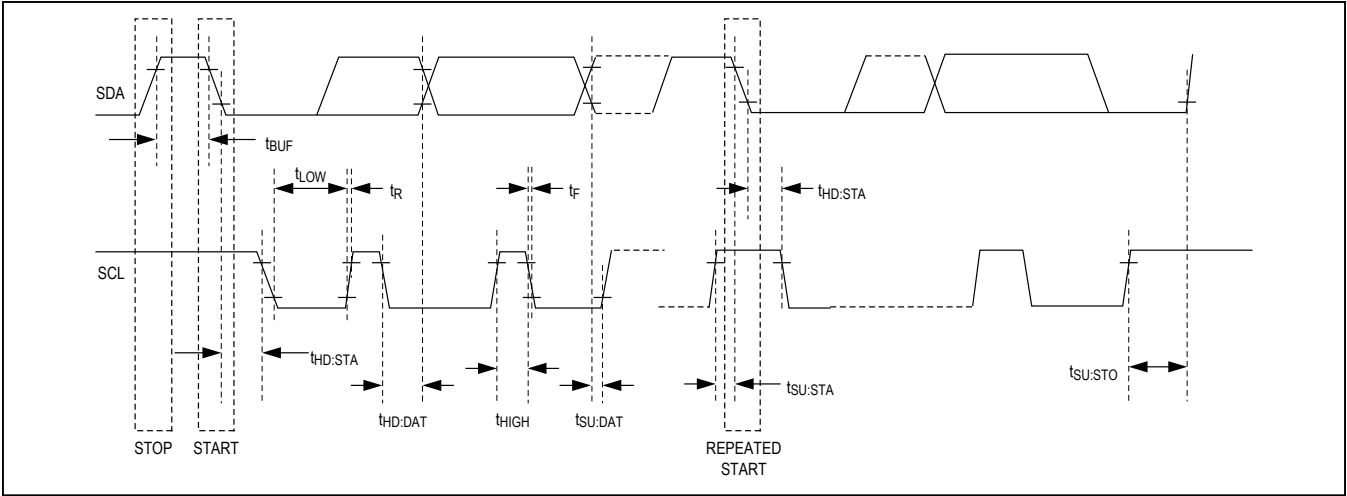 SDA
tBUF
tLOW
tR
tF
tHD:STA
SCL
tHD:STA
tHD:DAT
tHIGH
tSU:DAT
tSU:STA
tSU:STO
STOP
START
REPEATED
START